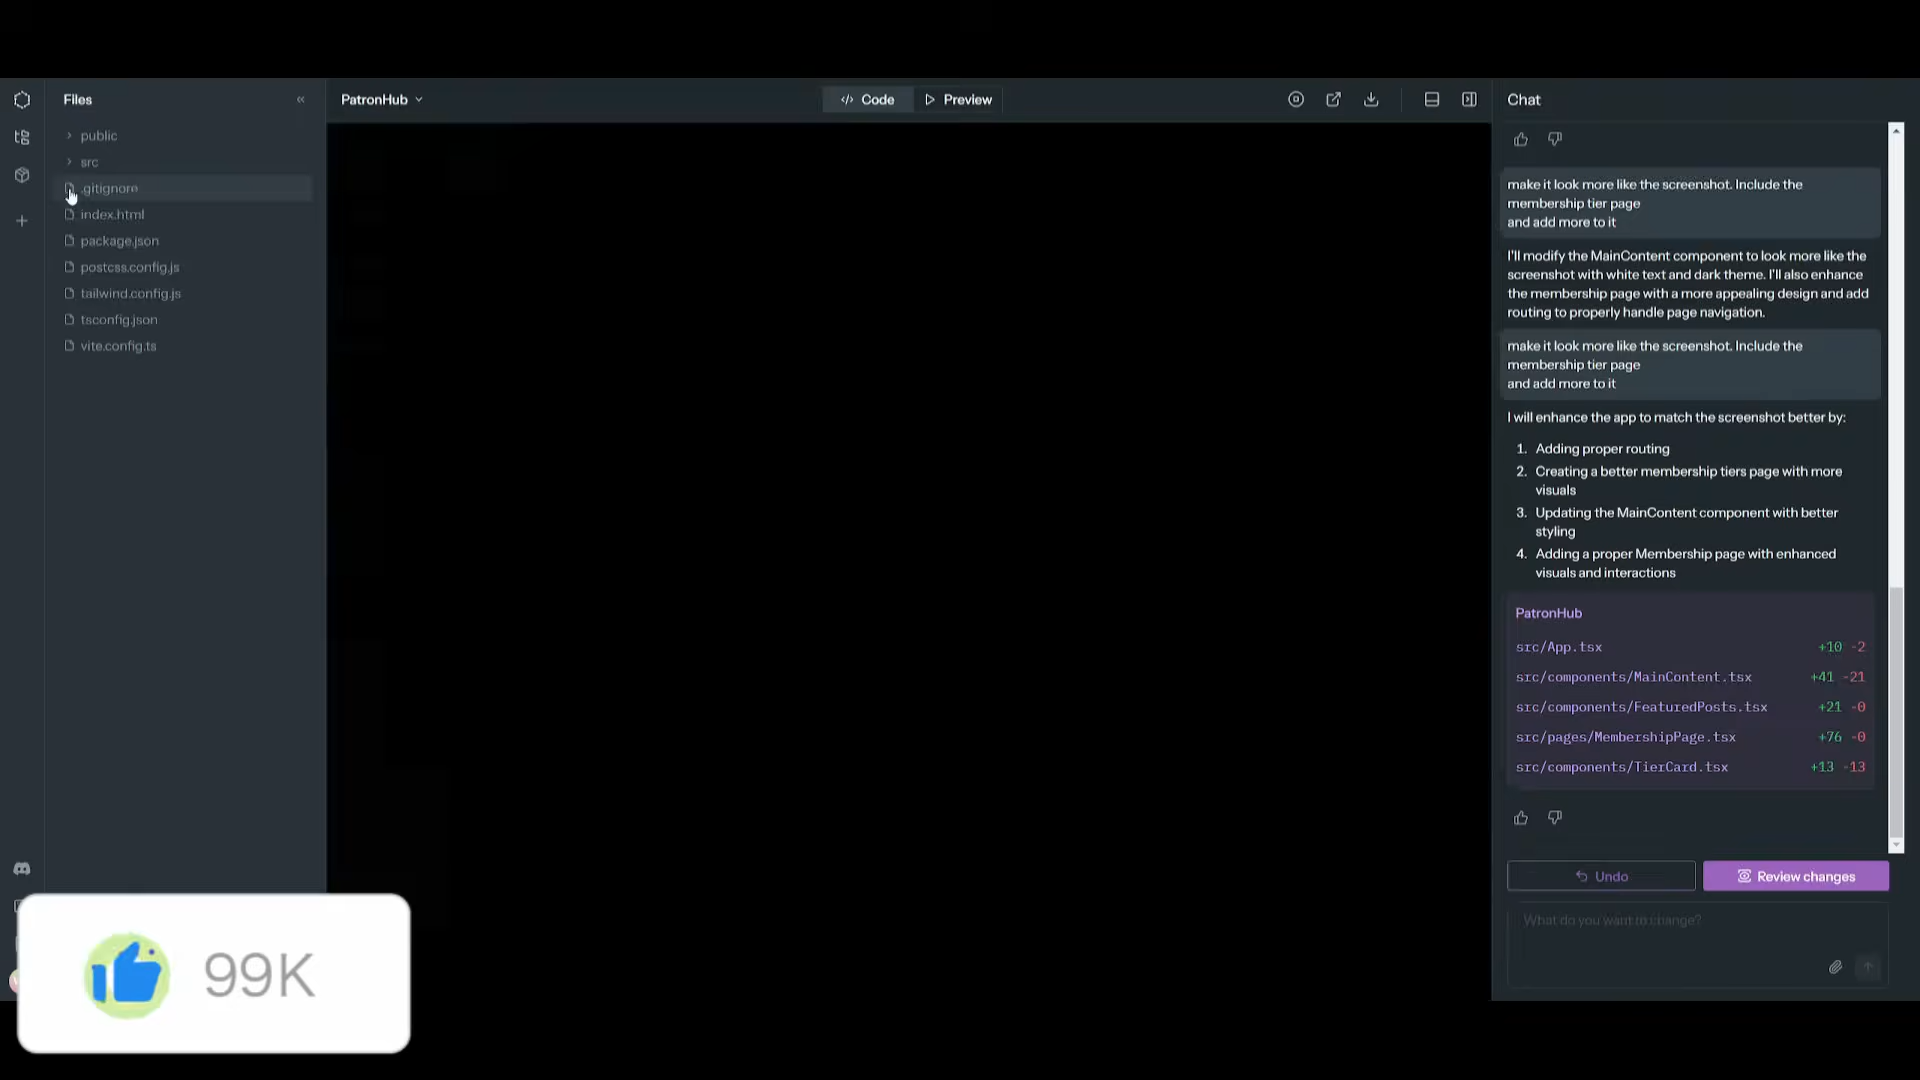 Files
public
src
.gitignore
index.html
package.json
postcss.config.js
tailwind.config.js
tsconfig.json
vite.config.ts
PatronHub
Code
Preview
Chat
make it look more like the screenshot. Include the
membership tier page
and add more to it
I'll modify the MainContent component to look more like the
screenshot with white text and dark theme. I'll also enhance
the membership page with a more appealing design and add
routing to properly handle page navigation.
make it look more like the screenshot. Include the
membership tier page
and add more to it
I will enhance the app to match the screenshot better by:
1. Adding proper routing
2. Creating a better membership tiers page with more
visuals
3. Updating the MainContent component with better
styling
4. Adding a proper Membership page with enhanced
visuals and interactions
PatronHub
src/App.tsx +10 -2
src/components/MainContent.tsx +41 -21
src/components/FeaturedPosts.tsx +21 -0
src/pages/MembershipPage.tsx +76 -0
src/components/TierCard.tsx +13 -13
Undo
Review changes
What do you want to change?
99K